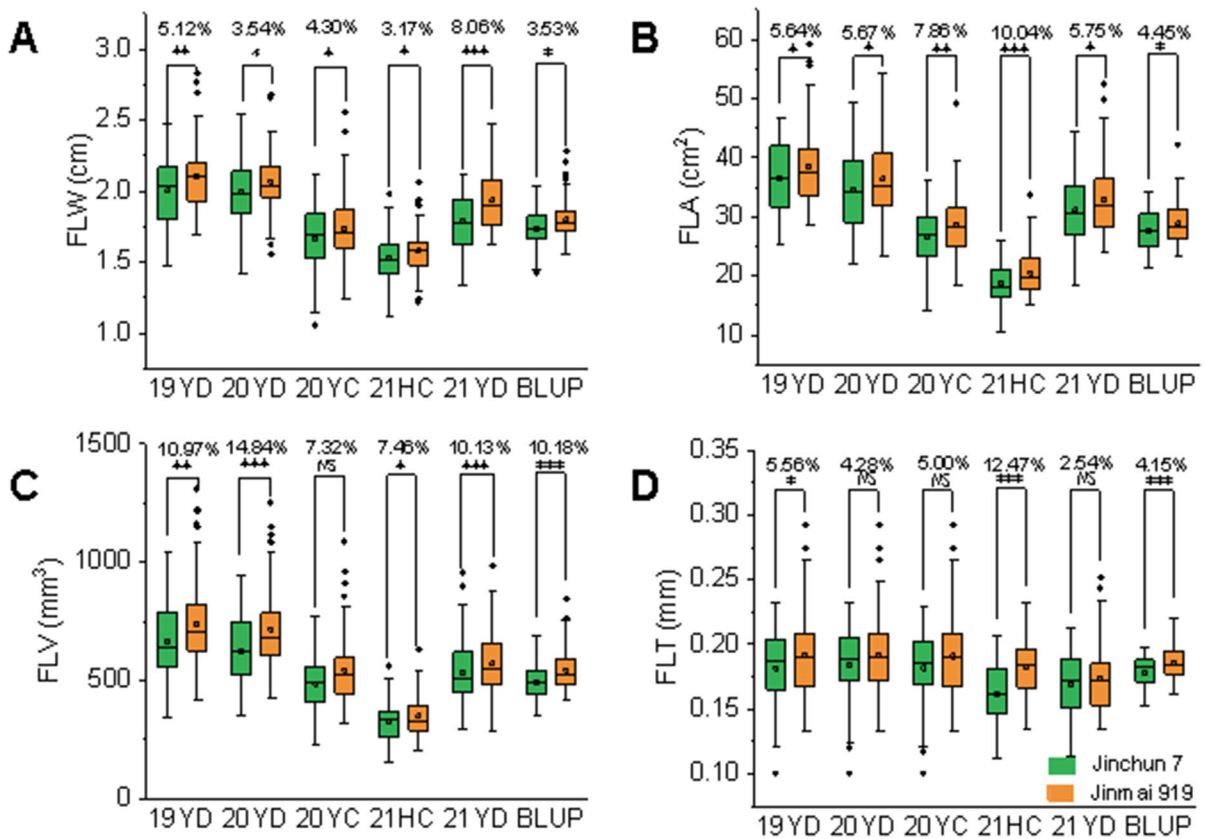 A
5.12% 3.54% 4.30% 3.17% 8.06% 3.53%
FLW (cm)
3.0
2.5
2.0
1.5
1.0
19 YD 20 YD 20 YC 21 HC 21 YD BLUP
B
5.64% 5.67% 7.86% 10.04% 5.75% 4.45%
FLA (cm²)
60
50
40
30
20
10
19 YD 20 YD 20 YC 21 HC 21 YD BLUP
C
10.97% 14.84% 7.32% 7.46% 10.13% 10.18%
NS
FLV (mm³)
1500
1000
500
0
19 YD 20 YD 20 YC 21 HC 21 YD BLUP
D
5.56% 4.28% 5.00% 12.47% 2.54% 4.15%
NS NS NS
FLT (mm)
0.35
0.30
0.25
0.20
0.15
0.10
Jinchun 7
Jinmai 919
19 YD 20 YD 20 YC 21 HC 21 YD BLUP